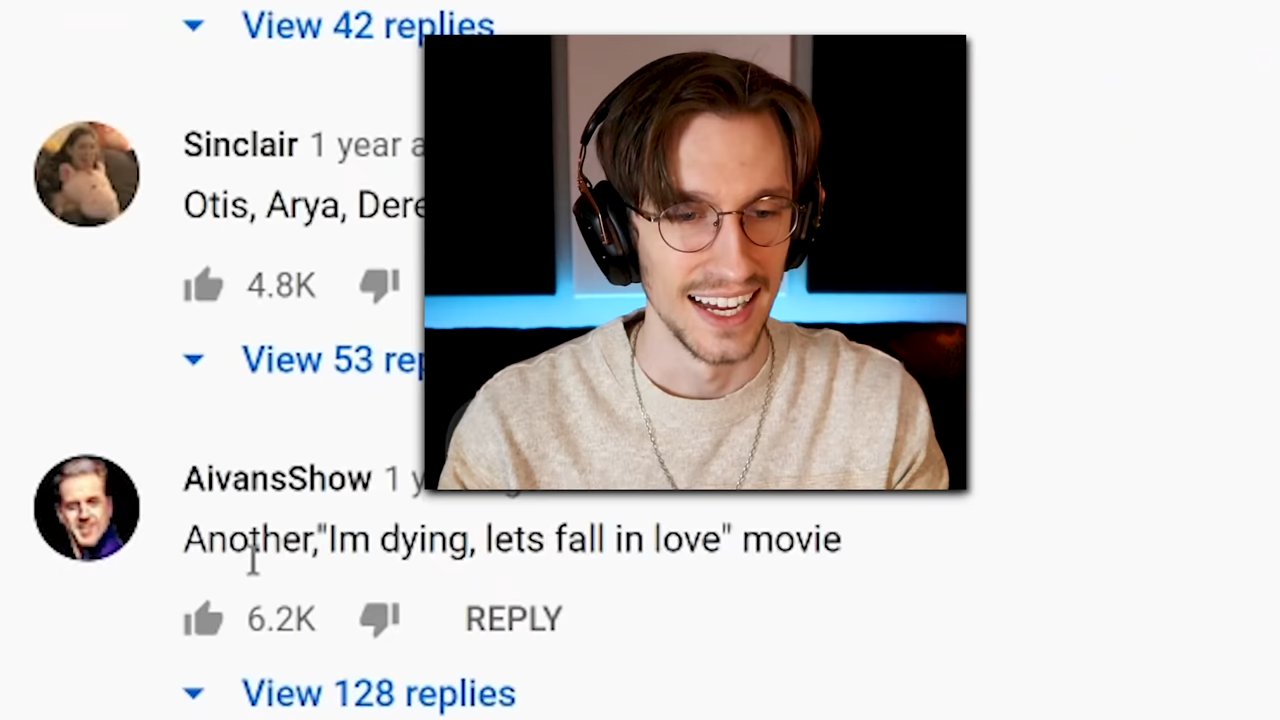 View 42 replies
Sinclair 1 year a
Otis, Arya, Dere
4.8K
View 53 rep
AivansShow 1 y
Another,"Im dying, lets fall in love" movie
6.2K REPLY
View 128 replies